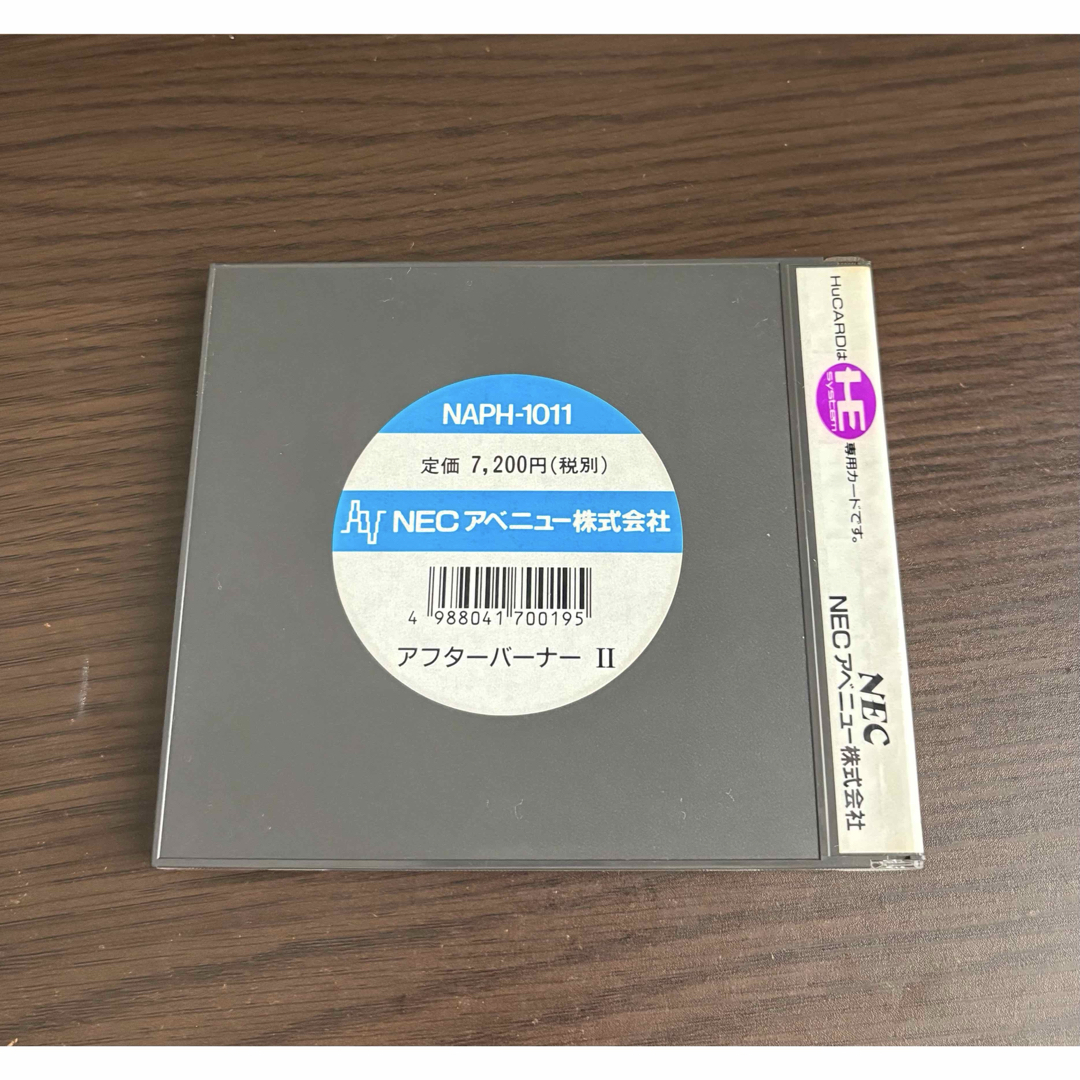 NAPH-1011
定価 7,200円(税別)
NECアベニュー株式会社
4 988041 700195
アフターバーナー II
HuCARDは HE system 専用カードです。
NEC
NECアベニュー株式会社